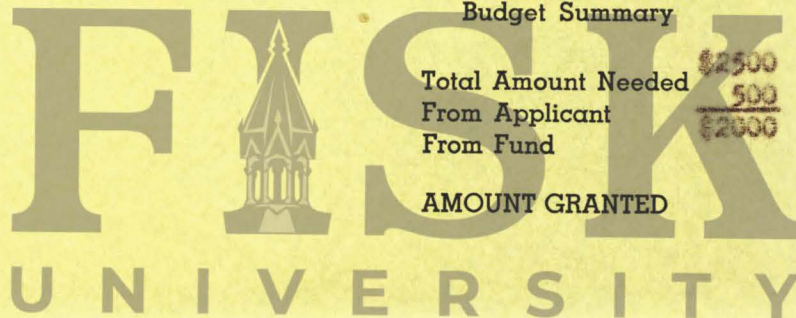 Budget Summary
Total Amount Needed $2500
From Applicant 500
From Fund $2000
AMOUNT GRANTED
FISK
UNIVERSITY